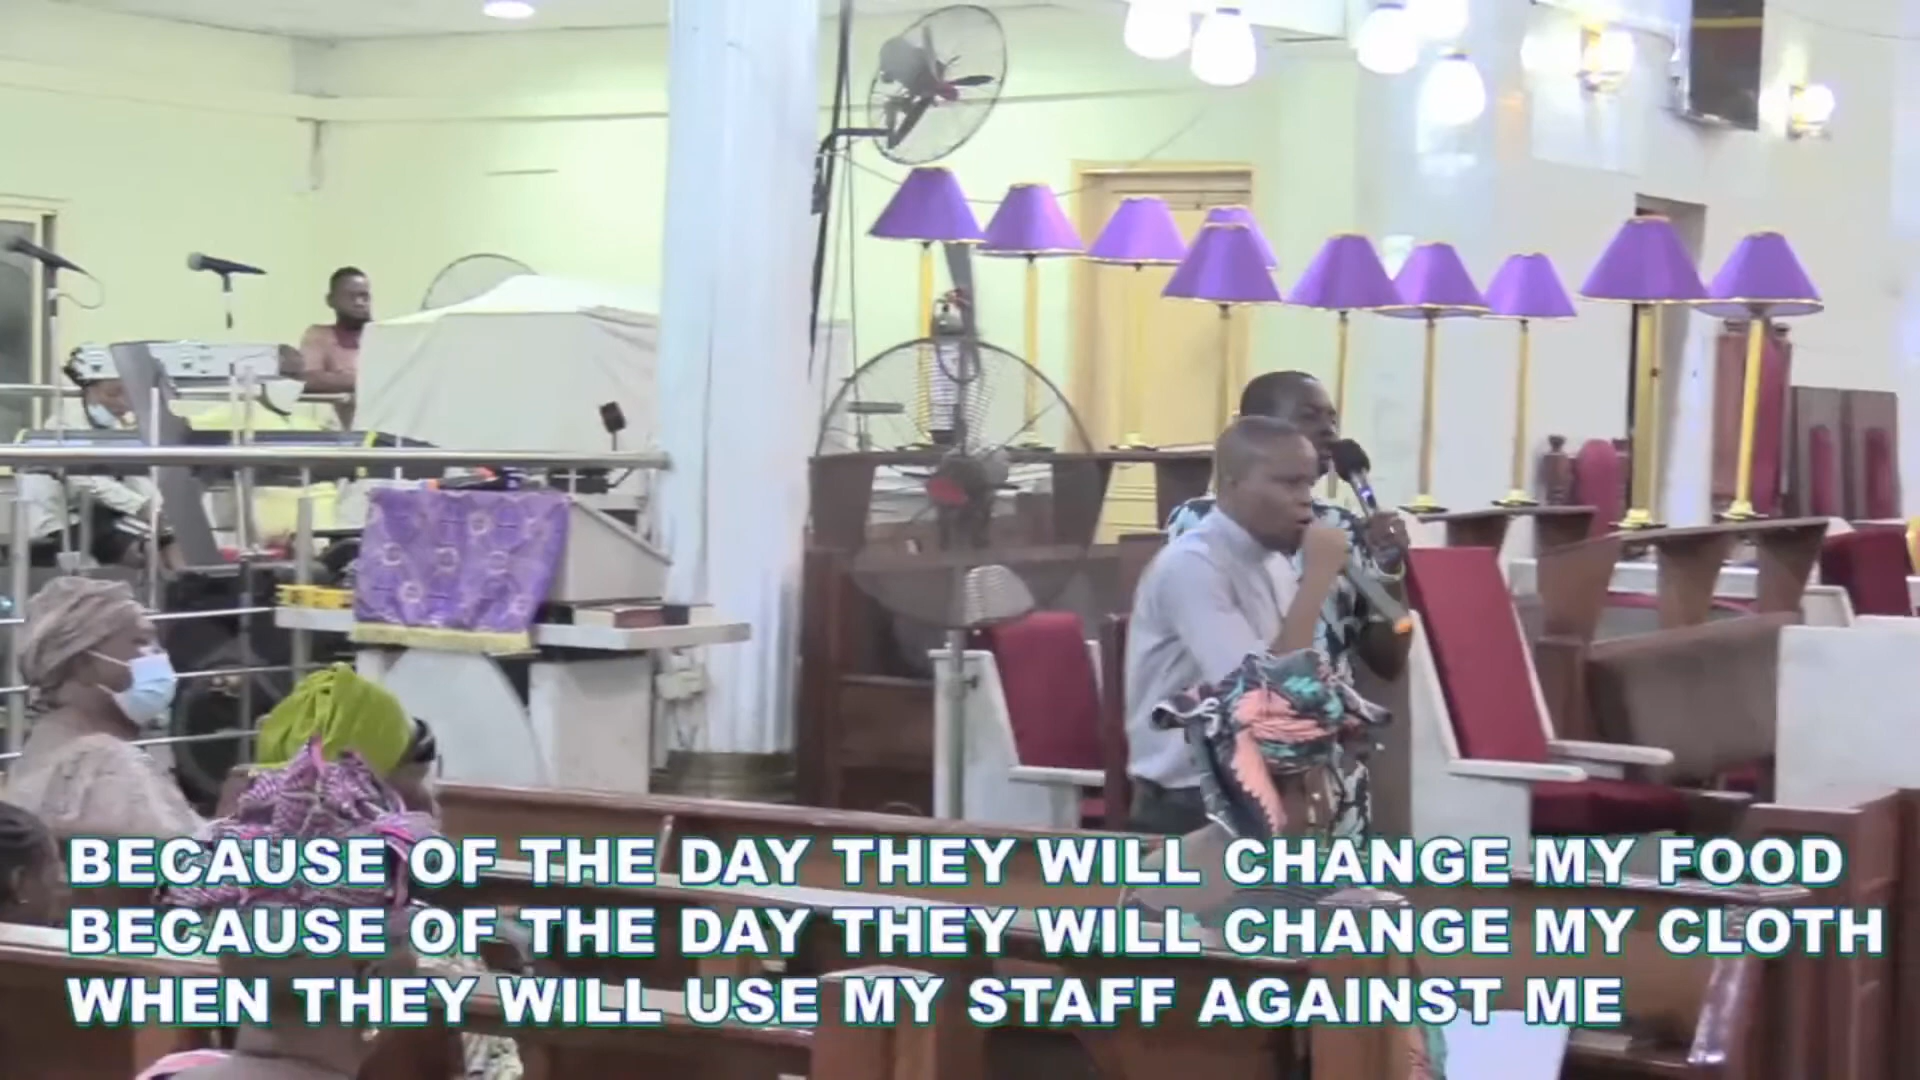 BECAUSE OF THE DAY THEY WILL CHANGE MY FOOD
BECAUSE OF THE DAY THEY WILL CHANGE MY CLOTH
WHEN THEY WILL USE MY STAFF AGAINST ME